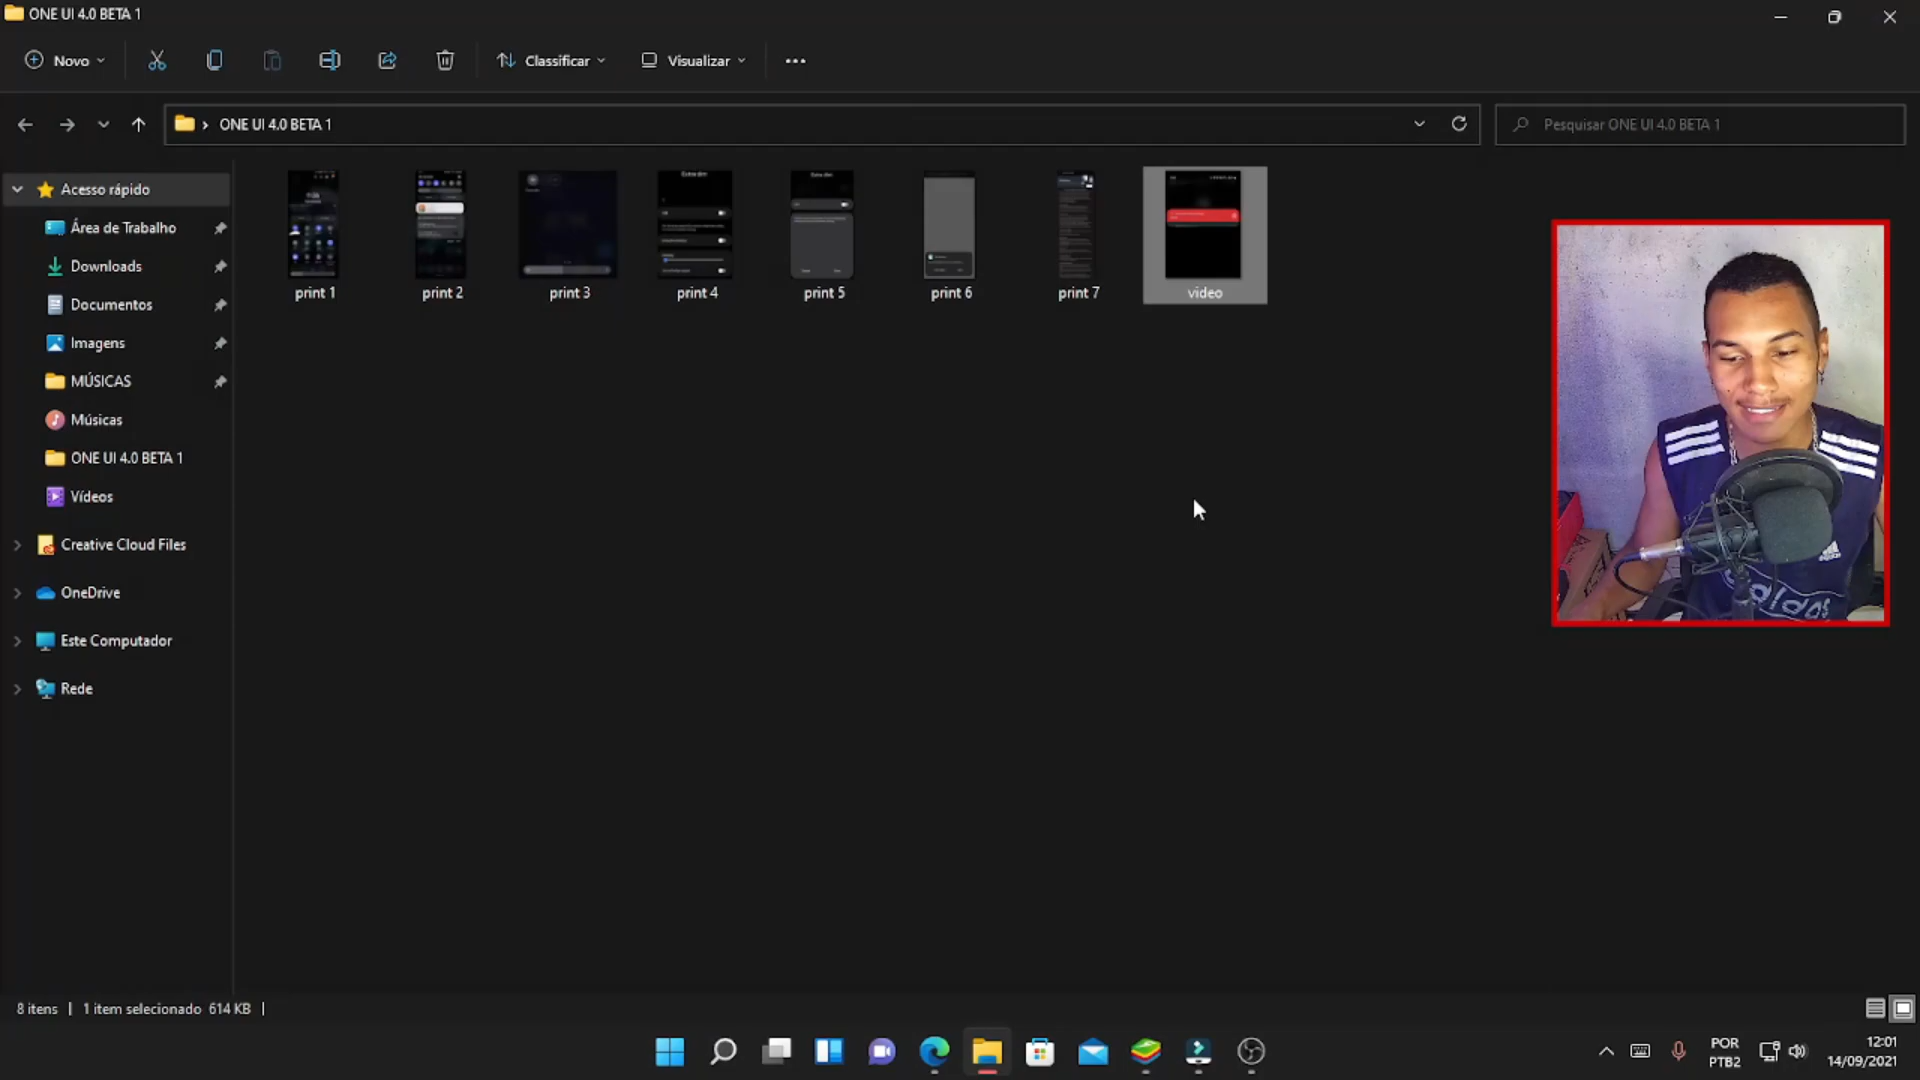 ONE UI 4.0 BETA 1
Novo
Classificar
Visualizar
ONE UI 4.0 BETA 1
Pesquisar ONE UI 4.0 BETA 1
Acesso rápido
Área de Trabalho
Downloads
Documentos
Imagens
MÚSICAS
Músicas
ONE UI 4.0 BETA 1
Vídeos
Creative Cloud Files
OneDrive
Este Computador
Rede
Extra dim
print 1
print 2
print 3
print 4
print 5
print 6
print 7
video
adidas
8 itens | 1 item selecionado 614 KB |
POR
PTB2
12:01
14/09/2021